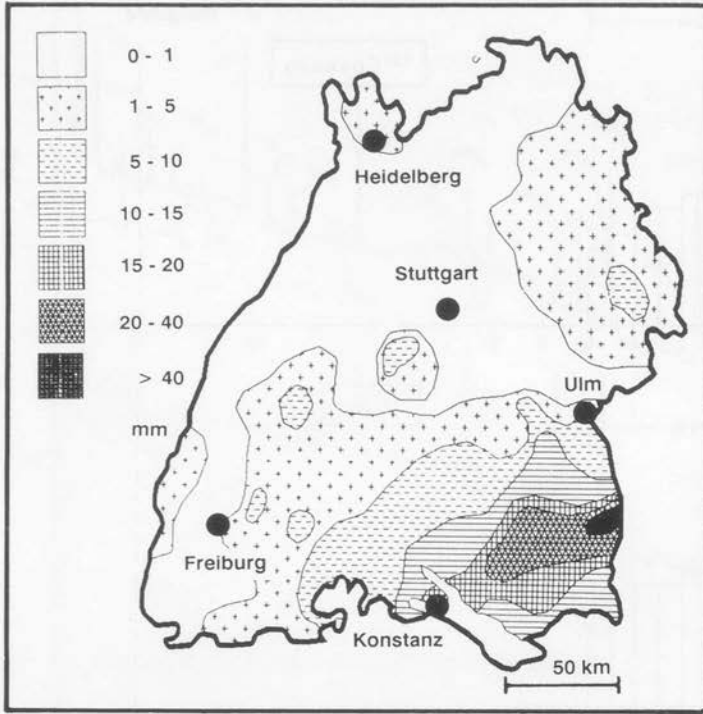 0 - 1
1 - 5
5 - 10
10 - 15
15 - 20
20 - 40
> 40
mm
Heidelberg
Stuttgart
Ulm
Freiburg
Konstanz
50 km